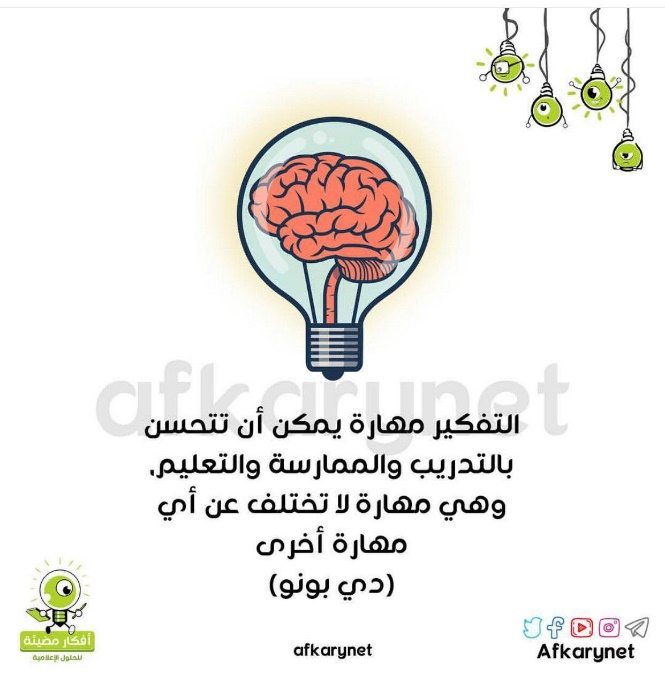 afkarynet
التفكير مهارة يمكن أن تتحسن
بالتدريب والممارسة والتعليم,
وهي مهارة لا تختلف عن أي
مهارة أخرى
(دي بونو)
أفكار مضيئة
للحلول الإعلامية
afkarynet
Afkarynet